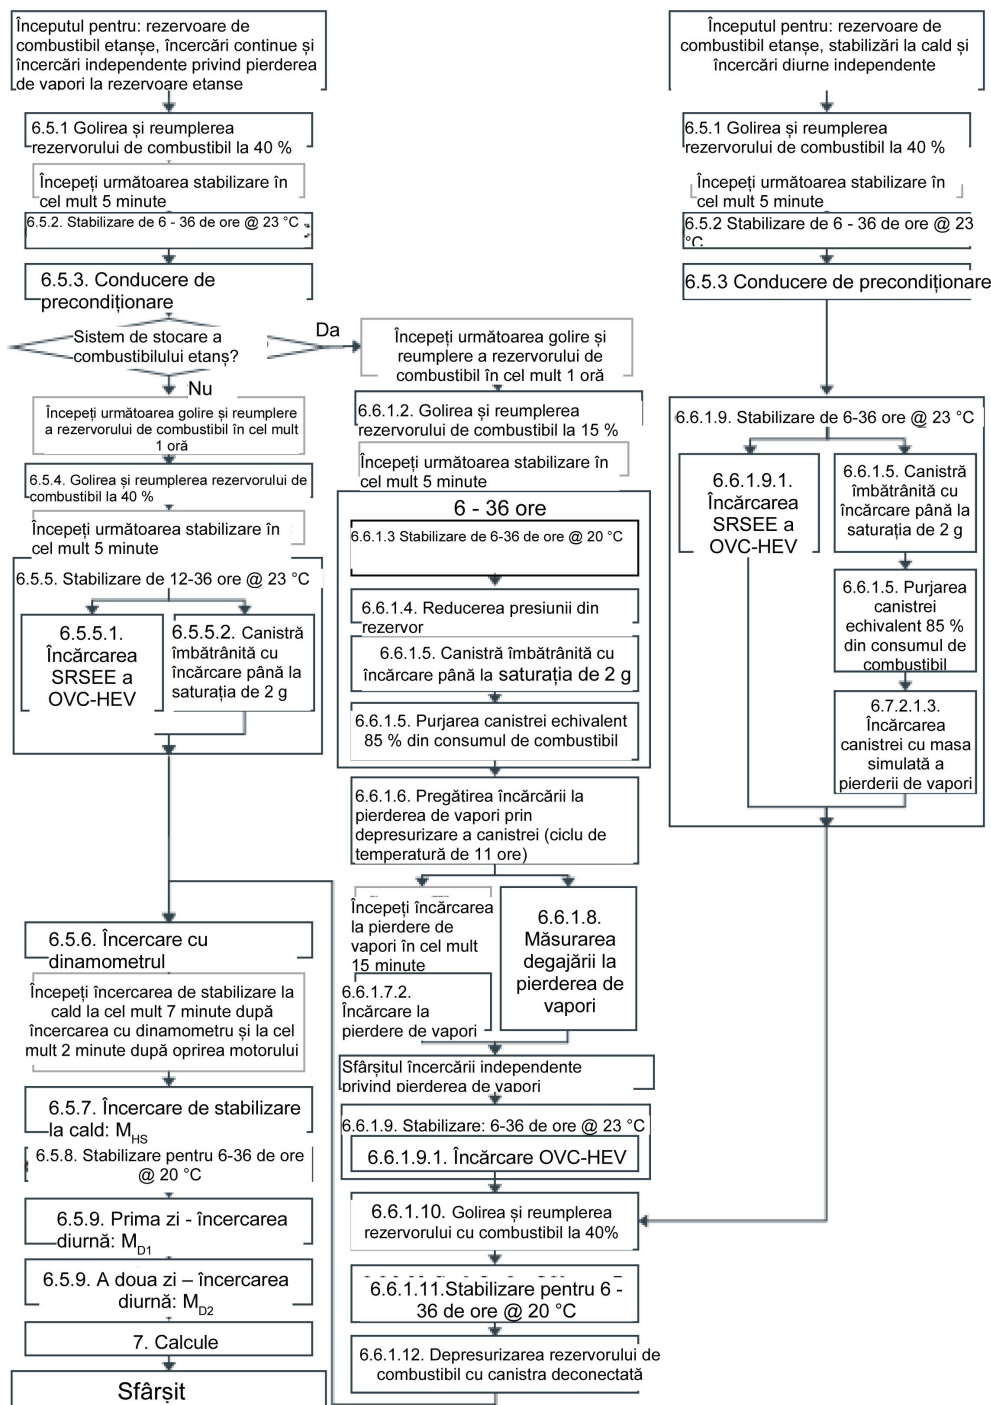 Începutul pentru: rezervoare de
combustibil etanșe, încercări continue și
încercări independente privind pierderea
de vapori la rezervoare etanse
6.5.1 Golirea și reumplerea
rezervorului de combustibil la 40 %
Începeți următoarea stabilizare în
cel mult 5 minute
6.5.2. Stabilizare de 6 - 36 de ore @ 23 °C
6.5.3. Conducere de
precondiționare
Sistem de stocare a
combustibilului etanș?
Da
Nu
Începeți următoarea golire și reumplere
a rezervorului de combustibil în cel mult
1 oră
6.5.4. Golirea și reumplerea rezervorului de
combustibil la 40 %
Începeți următoarea stabilizare în
cel mult 5 minute
6.5.5. Stabilizare de 12-36 ore @ 23 °C
6.5.5.1.
Încărcarea
SRSEE a
OVC-HEV
6.5.5.2. Canistră
îmbătrânită cu
încărcare până la
saturația de 2 g
6.5.6. Încercare cu
dinamometrul
Începeți încercarea de stabilizare la
cald la cel mult 7 minute după
încercarea cu dinamometru și la cel
mult 2 minute după oprirea motorului
6.5.7. Încercare de stabilizare
la cald: M_HS
6.5.8. Stabilizare pentru 6-36 de ore
@ 20 °C
6.5.9. Prima zi - încercarea
diurnă: M_D1
6.5.9. A doua zi – încercarea
diurnă: M_D2
7. Calcule
Sfârșit
Începeți următoarea golire și
reumplere a rezervorului de
combustibil în cel mult 1 oră
6.6.1.2. Golirea și reumplerea
rezervorului de combustibil la 15 %
Începeți următoarea stabilizare în
cel mult 5 minute
6 - 36 ore
6.6.1.3 Stabilizare de 6-36 de ore @ 20 °C
6.6.1.4. Reducerea presiunii din
rezervor
6.6.1.5. Canistră îmbătrânită cu
încărcare până la saturația de 2 g
6.6.1.5. Purjarea canistrei echivalent
85 % din consumul de combustibil
6.6.1.6. Pregătirea încărcării la
pierderea de vapori prin
depresurizare a canistrei (ciclu de
temperatură de 11 ore)
Începeți încărcarea
la pierdere de
vapori în cel mult
15 minute
6.6.1.7.2.
Încărcare la
pierdere de vapori
6.6.1.8.
Măsurarea
degajării la
pierderea de
vapori
Sfârșitul încercării independente
privind pierderea de vapori
6.6.1.9. Stabilizare: 6-36 de ore @ 23 °C
6.6.1.9.1. Încărcare OVC-HEV
6.6.1.10. Golirea și reumplerea
rezervorului cu combustibil la 40%
6.6.1.11.Stabilizare pentru 6 -
36 de ore @ 20 °C
6.6.1.12. Depresurizarea rezervorului de
combustibil cu canistra deconectată
Începutul pentru: rezervoare de
combustibil etanșe, stabilizări la cald și
încercări diurne independente
6.5.1 Golirea și reumplerea
rezervorului de combustibil la 40%
Începeți următoarea stabilizare în
cel mult 5 minute
6.5.2 Stabilizare de 6 - 36 de ore @ 23
°C
6.5.3 Conducere de precondiționare
6.6.1.9. Stabilizare de 6-36 ore @ 23 °C
6.6.1.9.1.
Încărcarea
SRSEE a
OVC-HEV
6.6.1.5. Canistră
îmbătrânită cu
încărcare până la
saturația de 2 g
6.6.1.5. Purjarea
canistrei
echivalent 85 %
din consumul de
combustibil
6.7.2.1.3.
Încărcarea
canistrei cu masa
simulată a
pierderii de vapori